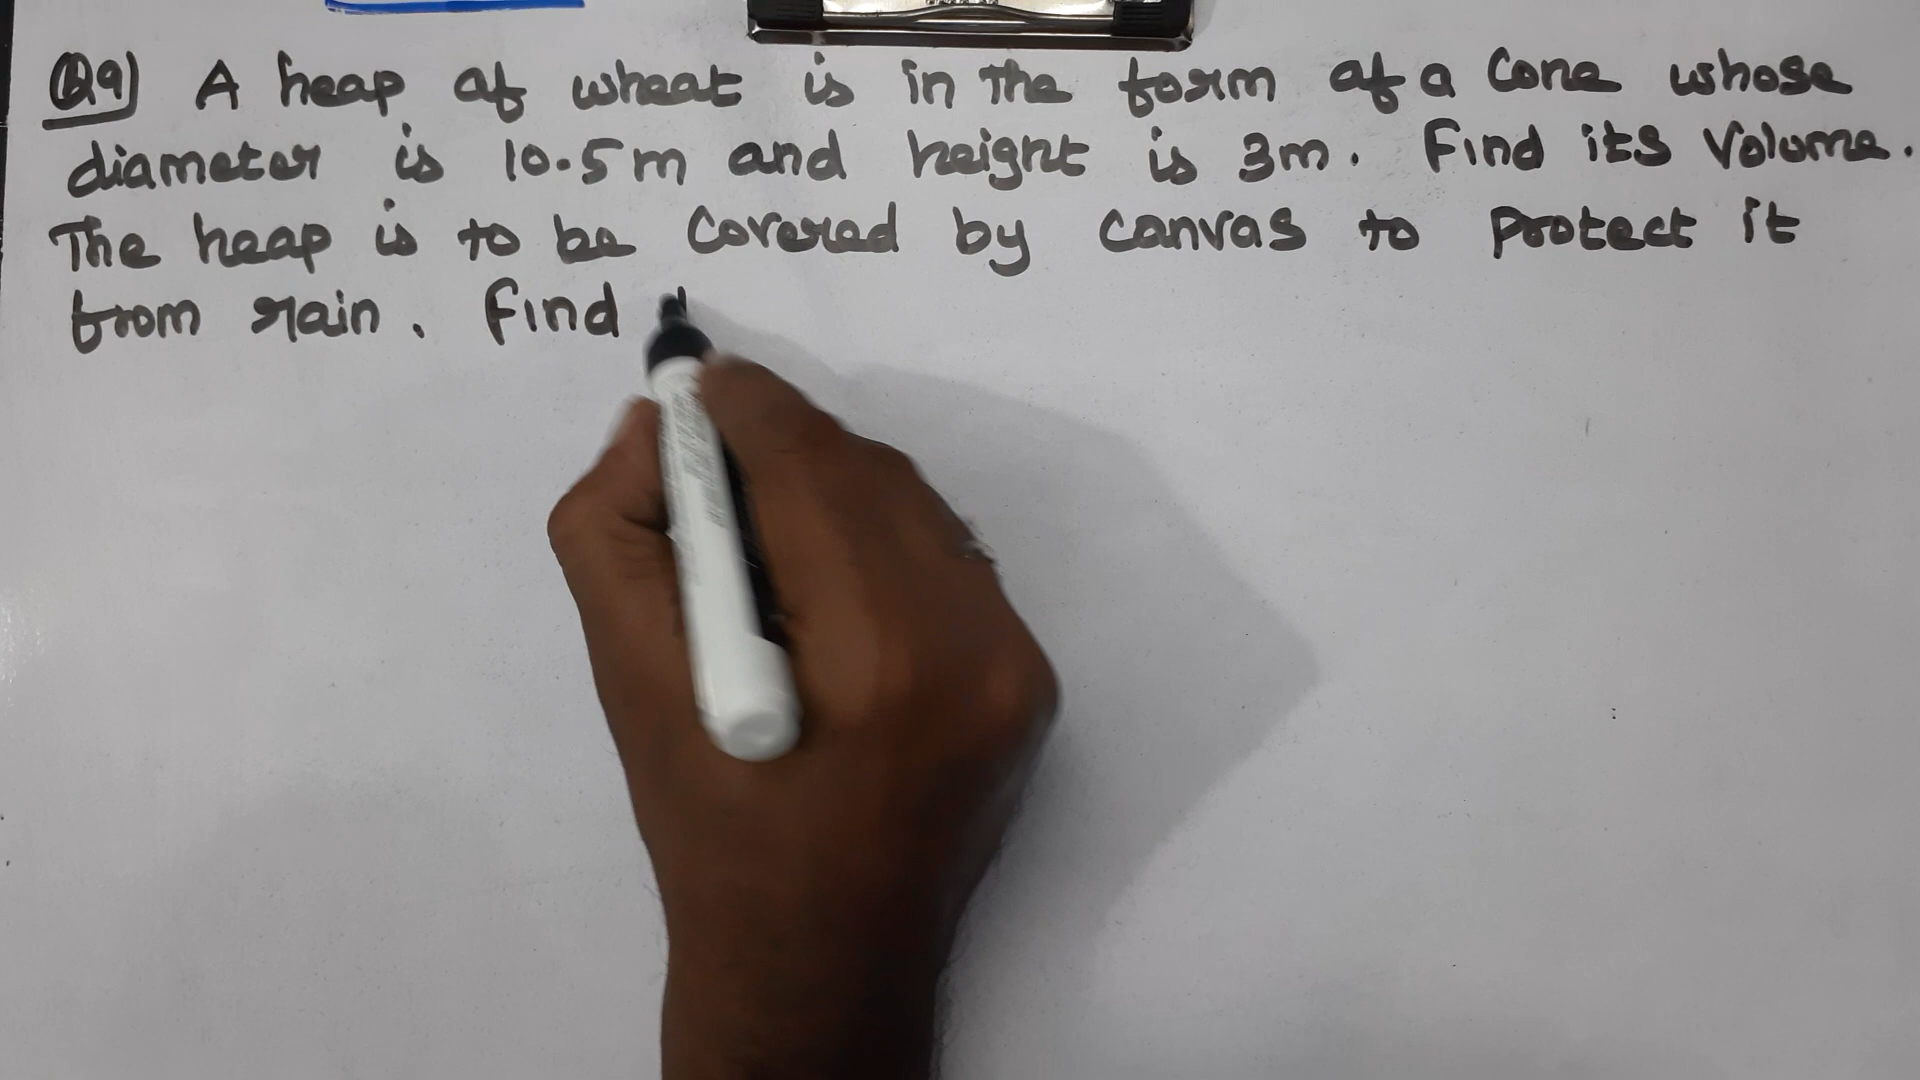 Q9) A heap of wheat is in the form of a Cone whose
diameter is 10.5m and height is 3m. Find its Volume.
The heap is to be Covered by canvas to protect it
from rain. Find